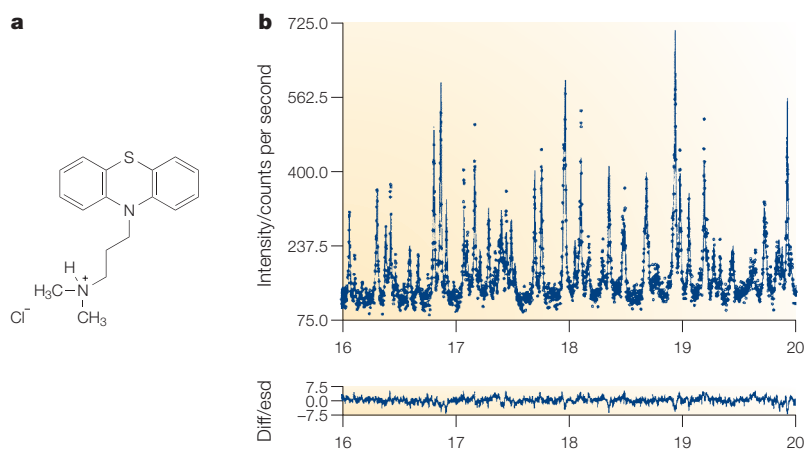 a
S
N
H
+
H₃C
N
CH₃
Cl⁻
b
Intensity/counts per second
725.0
562.5
400.0
237.5
75.0
16 17 18 19 20
Diff/esd
7.5
0.0
−7.5
16 17 18 19 20